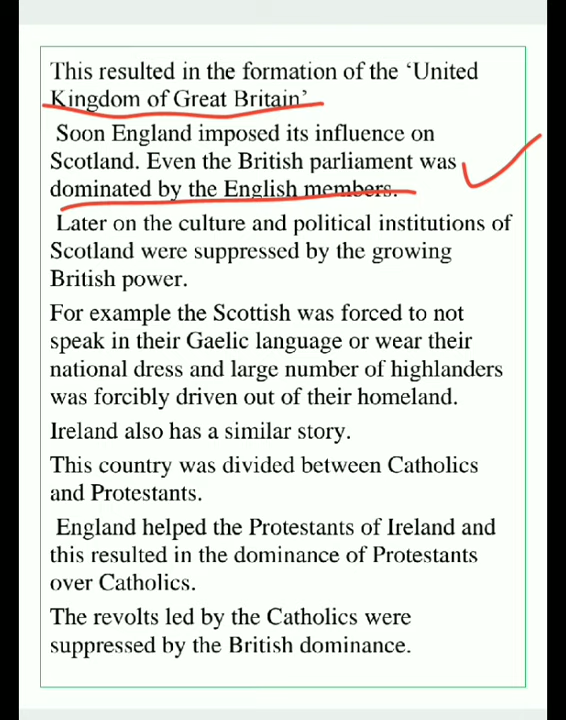 This resulted in the formation of the ‘United
Kingdom of Great Britain’
Soon England imposed its influence on
Scotland. Even the British parliament was
dominated by the English members.
Later on the culture and political institutions of
Scotland were suppressed by the growing
British power.
For example the Scottish was forced to not
speak in their Gaelic language or wear their
national dress and large number of highlanders
was forcibly driven out of their homeland.
Ireland also has a similar story.
This country was divided between Catholics
and Protestants.
England helped the Protestants of Ireland and
this resulted in the dominance of Protestants
over Catholics.
The revolts led by the Catholics were
suppressed by the British dominance.